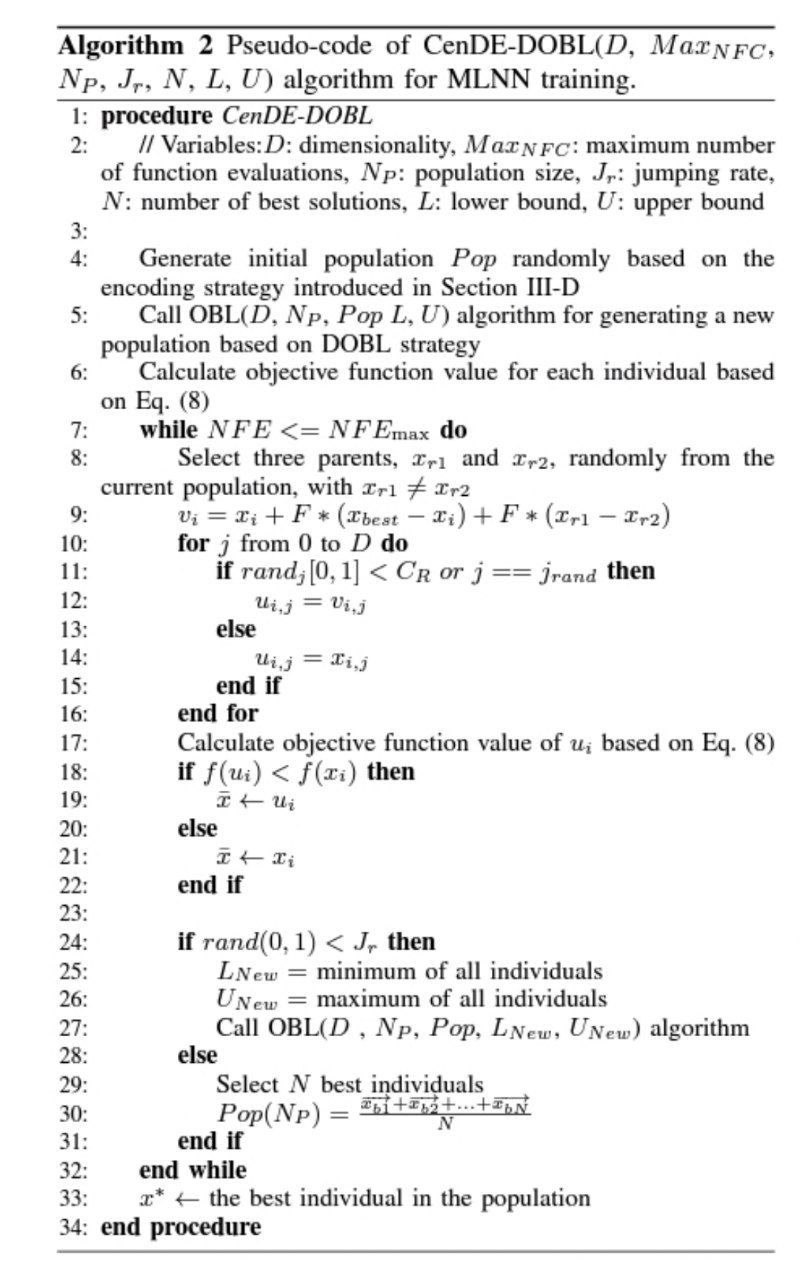 Algorithm 2 Pseudo-code of CenDE-DOBL(D, Max_{NFC},
N_P, J_r, N, L, U) algorithm for MLNN training.
1: procedure CenDE-DOBL
2: // Variables:D: dimensionality, Max_{NFC}: maximum number
of function evaluations, N_P: population size, J_r: jumping rate,
N: number of best solutions, L: lower bound, U: upper bound
3:
4: Generate initial population Pop randomly based on the
encoding strategy introduced in Section III-D
5: Call OBL(D, N_P, Pop L, U) algorithm for generating a new
population based on DOBL strategy
6: Calculate objective function value for each individual based
on Eq. (8)
7: while NFE <= NFE_{max} do
8: Select three parents, x_{r1} and x_{r2}, randomly from the
current population, with x_{r1} ≠ x_{r2}
9: v_i = x_i + F * (x_{best} − x_i) + F * (x_{r1} − x_{r2})
10: for j from 0 to D do
11: if rand_j[0, 1] < C_R or j == j_{rand} then
12: u_{i,j} = v_{i,j}
13: else
14: u_{i,j} = x_{i,j}
15: end if
16: end for
17: Calculate objective function value of u_i based on Eq. (8)
18: if f(u_i) < f(x_i) then
19: x̄ ← u_i
20: else
21: x̄ ← x_i
22: end if
23:
24: if rand(0, 1) < J_r then
25: L_{New} = minimum of all individuals
26: U_{New} = maximum of all individuals
27: Call OBL(D , N_P, Pop, L_{New}, U_{New}) algorithm
28: else
29: Select N best individuals
30: Pop(N_P) = \frac{\overrightarrow{x_{b1}}+\overrightarrow{x_{b2}}+...+\overrightarrow{x_{bN}}}{N}
31: end if
32: end while
33: x* ← the best individual in the population
34: end procedure